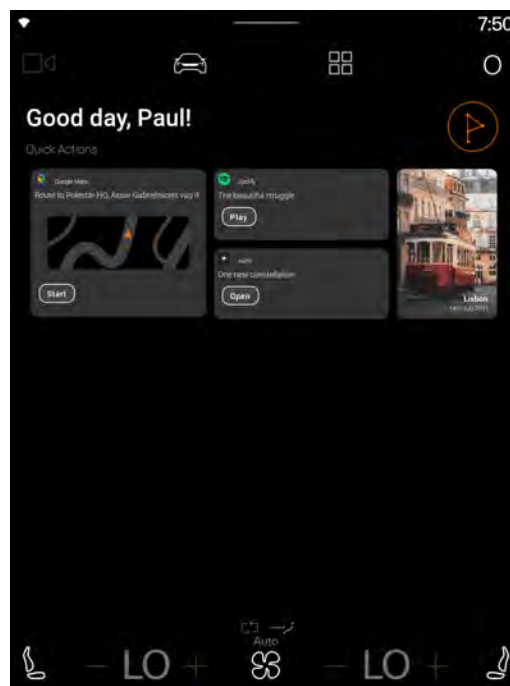 7:50
Good day, Paul!
Quick Actions
Google Maps
Route to Polestar HQ, Assar Gabrielssons väg 9
Start
Spotify
The beautiful struggle
Play
One new constellation
Open
Lisbon
Auto
LO
LO